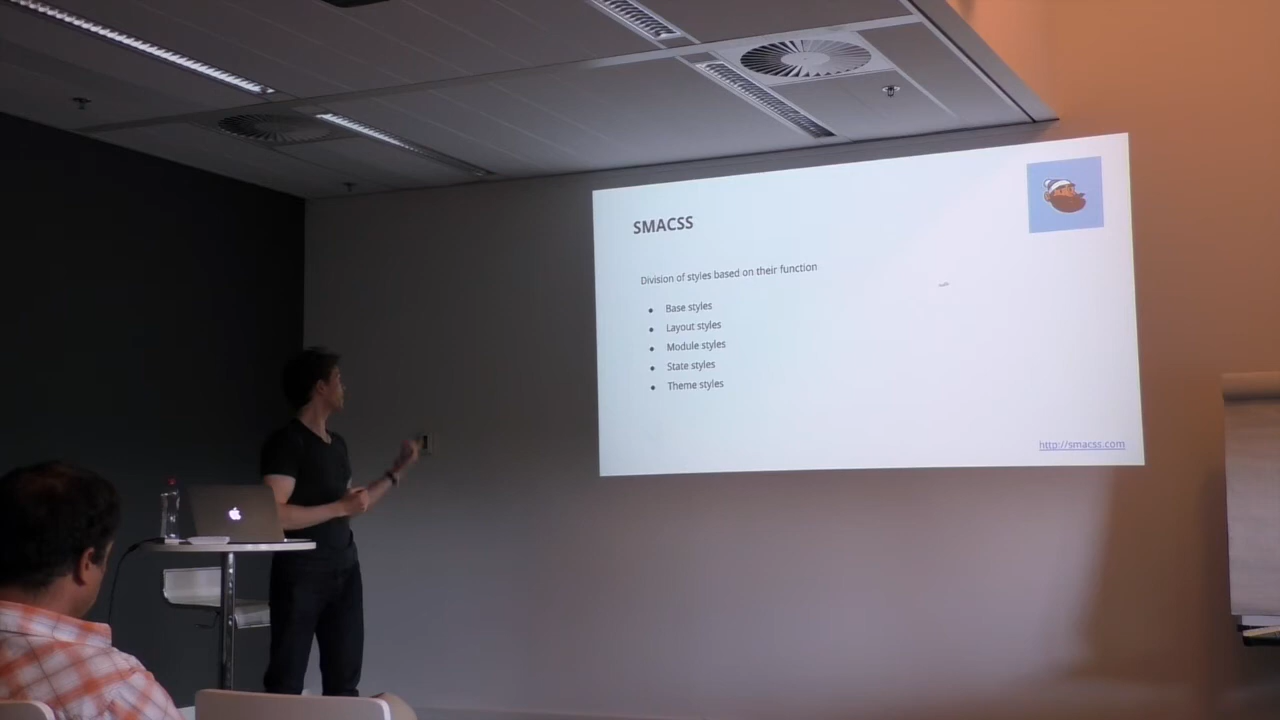 SMACSS
Division of styles based on their function
Base styles
Layout styles
Module styles
State styles
Theme styles
http://smacss.com